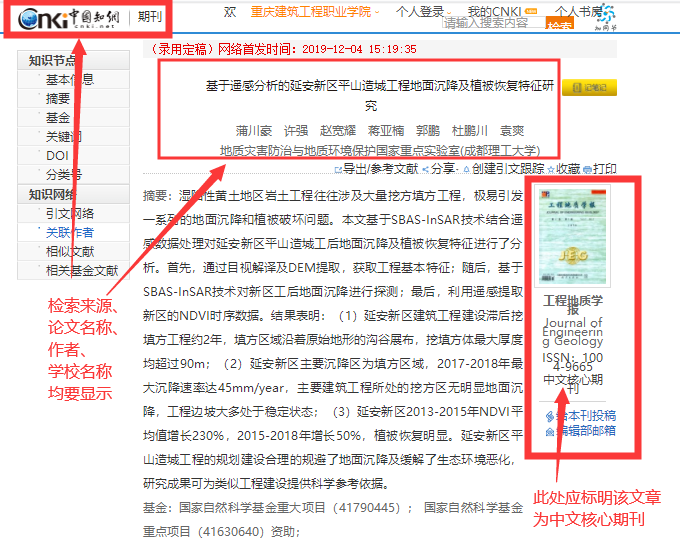 Cnki 中国知网
cnki.net
期刊
欢
重庆建筑工程职业学院
个人登录
我的CNKI
个人书房
请输入搜索内容
检索
知网节
(录用定稿) 网络首发时间: 2019-12-04 15:19:35
知识节点
基本信息
摘要
基金
关键词
DOI
分类号
知识网络
引文网络
关联作者
相似文献
相关基金文献
基于遥感分析的延安新区平山造城工程地面沉降及植被恢复特征研
究
蒲川豪 许强 赵宽耀 蒋亚楠 郭鹏 杜鹏川 袁爽
地质灾害防治与地质环境保护国家重点实验室(成都理工大学)
记笔记
导出/参考文献 分享 创建引文跟踪 收藏 打印
摘要: 湿陷性黄土地区岩土工程往往涉及大量挖方填方工程，极易引发
一系列的地面沉降和植被破坏问题。本文基于SBAS-InSAR技术结合遥
感数据处理对延安新区平山造城工后地面沉降及植被恢复特征进行了分
析。首先，通过目视解译及DEM提取，获取工程基本特征；随后，基于
SBAS-InSAR技术对新区工后地面沉降进行探测；最后，利用遥感提取
新区的NDVI时序数据。结果表明：（1）延安新区建筑工程建设滞后挖
填方工程约2年，填方区域沿着原始地形的沟谷展布，挖填方体最大厚度
均超过90m；（2）延安新区主要沉降区为填方区域，2017-2018年最
大沉降速率达45mm/year，主要建筑工程所处的挖方区无明显地面沉
降，工程边坡大多处于稳定状态；（3）延安新区2013-2015年NDVI平
均值增长230%，2015-2018年增长50%，植被恢复明显。延安新区平
山造城工程的规划建设合理的规避了地面沉降及缓解了生态环境恶化，
研究成果可为类似工程建设提供科学参考依据。
基金: 国家自然科学基金重大项目（41790445）； 国家自然科学基金
重点项目（41630640）资助；
工程地质学报
JEG
工程地质学
报
Journal of
Engineerin
g Geology
ISSN：100
4-9665
中文核心期
刊
给本刊投稿
编辑部邮箱
检索来源、
论文名称、
作者、
学校名称
均要显示
此处应标明该文章
为中文核心期刊